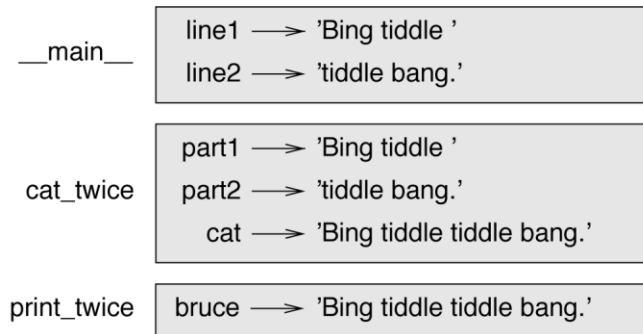 __main__
line1 → 'Bing tiddle ’
line2 → 'tiddle bang.’
cat_twice
part1 → 'Bing tiddle ’
part2 → 'tiddle bang.’
cat → 'Bing tiddle tiddle bang.’
print_twice
bruce → 'Bing tiddle tiddle bang.’